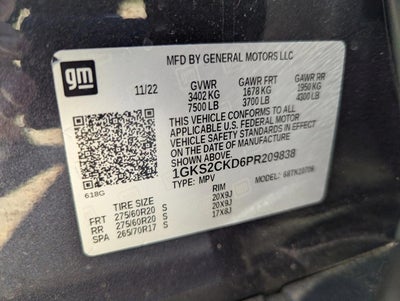 gm
MFD BY GENERAL MOTORS LLC
11/22 GVWR GAWR FRT GAWR RR
3402 KG 1678 KG 1950 KG
7500 LB 3700 LB 4300 LB
THIS VEHICLE CONFORMS TO ALL
APPLICABLE U.S. FEDERAL MOTOR
VEHICLE SAFETY STANDARDS IN EFFECT
ON THE DATE OF MANUFACTURE
SHOWN ABOVE.
1GKS2CKD6PR209838
TYPE: MPV MODEL:
618G
TIRE SIZE RIM
FRT 275/60R20 S 20X9J
RR 275/60R20 S 20X9J
SPA 265/70R17 S 17X8J